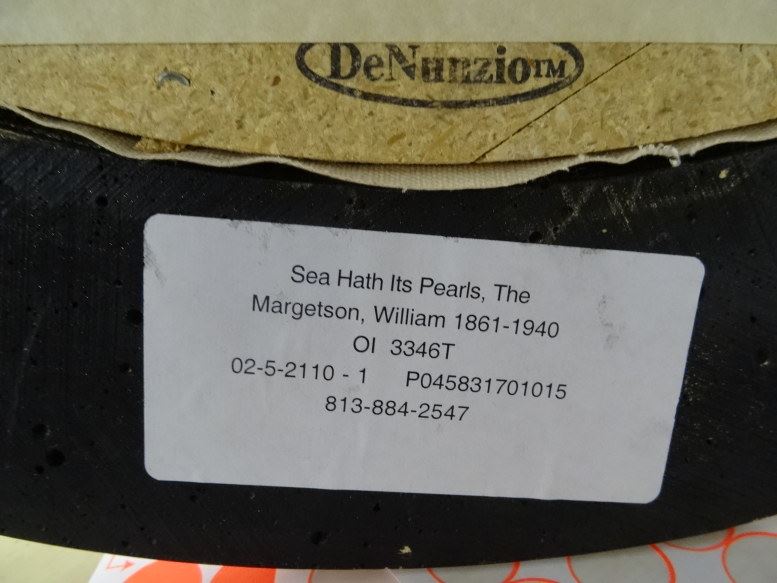 DeNunzio™
Sea Hath Its Pearls, The
Margetson, William 1861-1940
OI 3346T
02-5-2110 - 1 P045831701015
813-884-2547